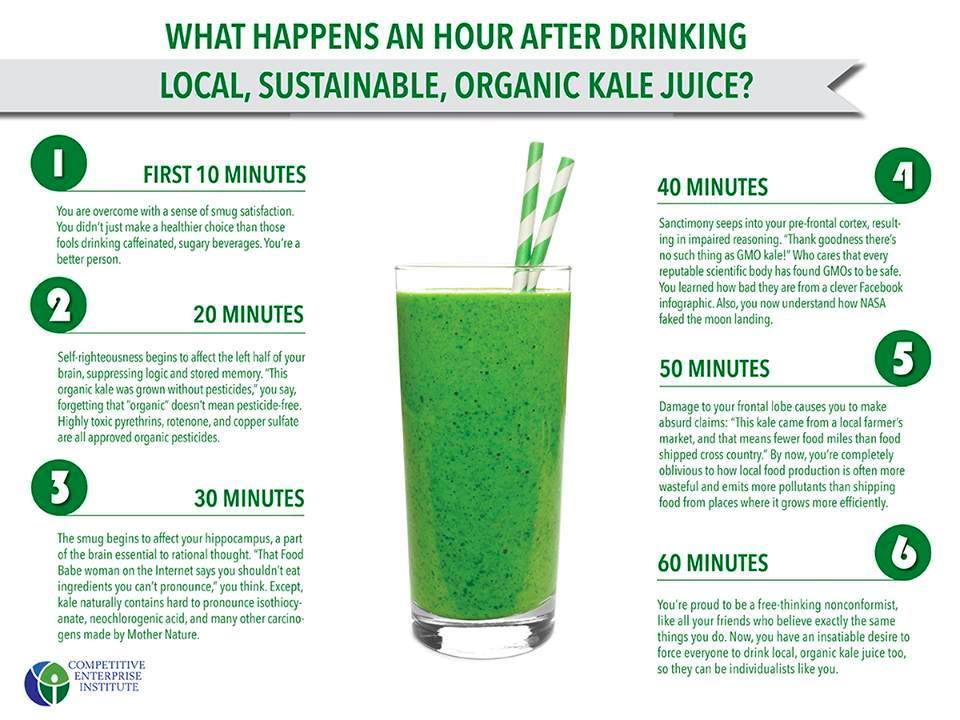 WHAT HAPPENS AN HOUR AFTER DRINKING
LOCAL, SUSTAINABLE, ORGANIC KALE JUICE?
1
FIRST 10 MINUTES
You are overcome with a sense of smug satisfaction.
You didn't just make a healthier choice than those
fools drinking caffeinated, sugary beverages. You're a
better person.
2
20 MINUTES
Self-righteousness begins to affect the left half of your
brain, suppressing logic and stored memory. "This
organic kale was grown without pesticides," you say,
forgetting that "organic" doesn't mean pesticide-free.
Highly toxic pyrethrins, rotenone, and copper sulfate
are all approved organic pesticides.
3
30 MINUTES
The smug begins to affect your hippocampus, a part
of the brain essential to rational thought. "That Food
Babe woman on the Internet says you shouldn't eat
ingredients you can't pronounce," you think. Except,
kale naturally contains hard to pronounce isothiocy-
anate, neochlorogenic acid, and many other carcino-
gens made by Mother Nature.
4
40 MINUTES
Sanctimony seeps into your pre-frontal cortex, result-
ing in impaired reasoning. "Thank goodness there's
no such thing as GMO kale!" Who cares that every
reputable scientific body has found GMOs to be safe.
You learned how bad they are from a clever Facebook
infographic. Also, you now understand how NASA
faked the moon landing.
5
50 MINUTES
Damage to your frontal lobe causes you to make
absurd claims: "This kale came from a local farmer's
market, and that means fewer food miles than food
shipped cross country." By now, you're completely
oblivious to how local food production is often more
wasteful and emits more pollutants than shipping
food from places where it grows more efficiently.
6
60 MINUTES
You're proud to be a free-thinking nonconformist,
like all your friends who believe exactly the same
things you do. Now, you have an insatiable desire to
force everyone to drink local, organic kale juice too,
so they can be individualists like you.
COMPETITIVE
ENTERPRISE
INSTITUTE